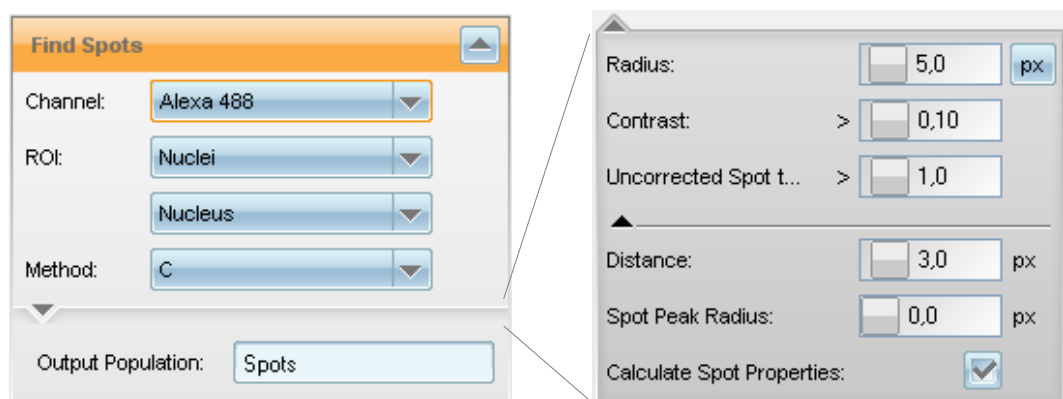 Find Spots
Channel: Alexa 488
ROI: Nuclei
Nucleus
Method: C
Output Population: Spots
Radius: 5,0 px
Contrast: > 0,10
Uncorrected Spot t... > 1,0
Distance: 3,0 px
Spot Peak Radius: 0,0 px
Calculate Spot Properties: